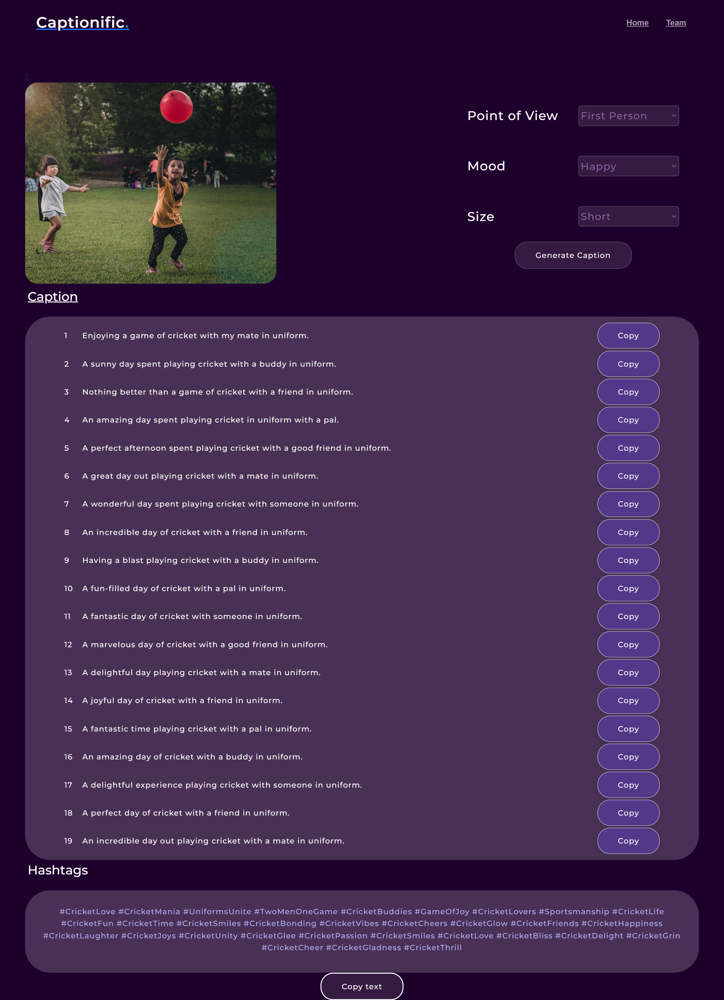 Captionific.
Home Team
2
Point of View First Person
Mood Happy
Size Short
Generate Caption
Caption
1 Enjoying a game of cricket with my mate in uniform. Copy
2 A sunny day spent playing cricket with a buddy in uniform. Copy
3 Nothing better than a game of cricket with a friend in uniform. Copy
4 An amazing day spent playing cricket in uniform with a pal. Copy
5 A perfect afternoon spent playing cricket with a good friend in uniform. Copy
6 A great day out playing cricket with a mate in uniform. Copy
7 A wonderful day spent playing cricket with someone in uniform. Copy
8 An incredible day of cricket with a friend in uniform. Copy
9 Having a blast playing cricket with a buddy in uniform. Copy
10 A fun-filled day of cricket with a pal in uniform. Copy
11 A fantastic day of cricket with someone in uniform. Copy
12 A marvelous day of cricket with a good friend in uniform. Copy
13 A delightful day playing cricket with a mate in uniform. Copy
14 A joyful day of cricket with a friend in uniform. Copy
15 A fantastic time playing cricket with a pal in uniform. Copy
16 An amazing day of cricket with a buddy in uniform. Copy
17 A delightful experience playing cricket with someone in uniform. Copy
18 A perfect day of cricket with a friend in uniform. Copy
19 An incredible day out playing cricket with a mate in uniform. Copy
Hashtags
#CricketLove #CricketMania #UniformsUnite #TwoMenOneGame #CricketBuddies #GameOfJoy #CricketLovers #Sportsmanship #CricketLife
#CricketFun #CricketTime #CricketSmiles #CricketBonding #CricketVibes #CricketCheers #CricketGlow #CricketFriends #CricketHappiness
#CricketLaughter #CricketJoys #CricketUnity #CricketGlee #CricketPassion #CricketSmiles #CricketLove #CricketBliss #CricketDelight #CricketGrin
#CricketCheer #CricketGladness #CricketThrill
Copy text